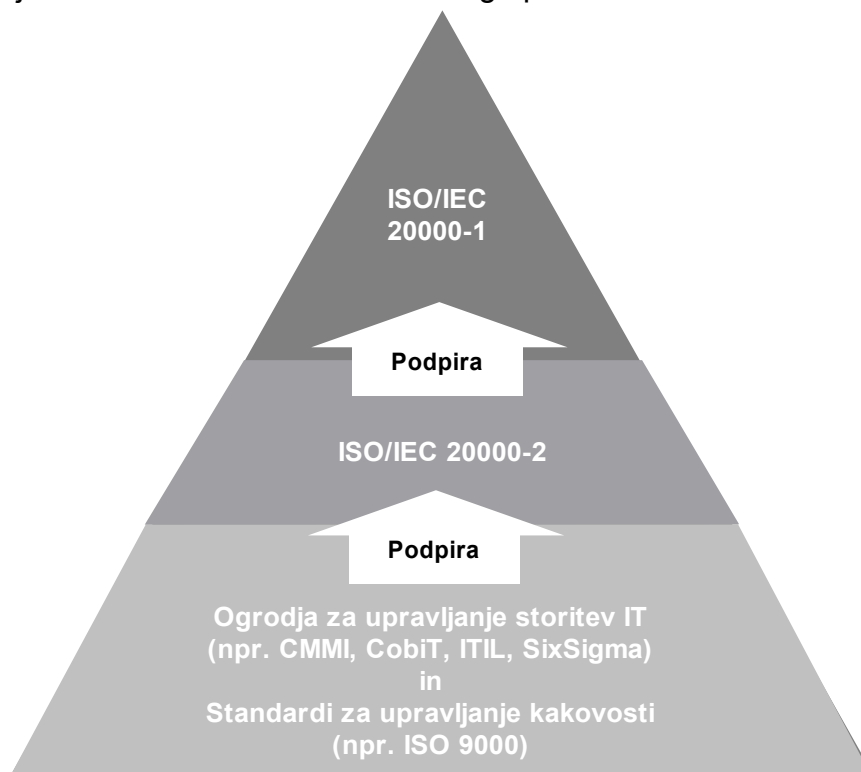 ISO/IEC
20000-1
Podpira
ISO/IEC 20000-2
Podpira
Ogrodja za upravljanje storitev IT
(npr. CMMI, CobiT, ITIL, SixSigma)
in
Standardi za upravljanje kakovosti
(npr. ISO 9000)